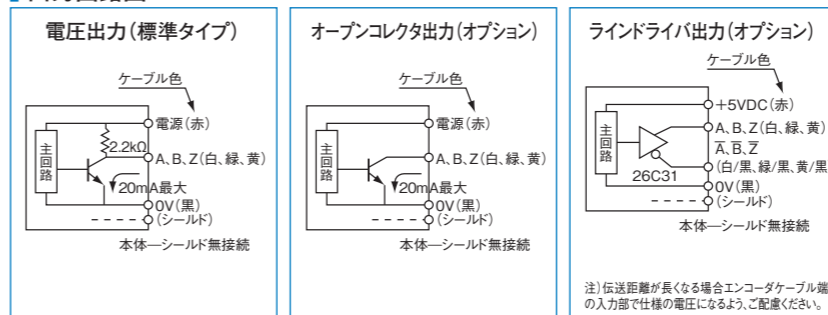 電圧出力(標準タイプ)
ケーブル色
主回路
電源(赤)
2.2kΩ
A、B、Z(白、緑、黄)
20mA最大
0V(黒)
(シールド)
本体―シールド無接続
オープンコレクタ出力(オプション)
ケーブル色
主回路
電源(赤)
A、B、Z(白、緑、黄)
20mA最大
0V(黒)
(シールド)
本体―シールド無接続
ラインドライバ出力(オプション)
ケーブル色
主回路
+5VDC(赤)
A、B、Z(白、緑、黄)
A̅、B̅、Z̅
(白/黒、緑/黒、黄/黒
26C31
0V(黒)
(シールド)
本体―シールド無接続
注)伝送距離が長くなる場合エンコーダケーブル端
の入力部で仕様の電圧になるよう、ご配慮ください。